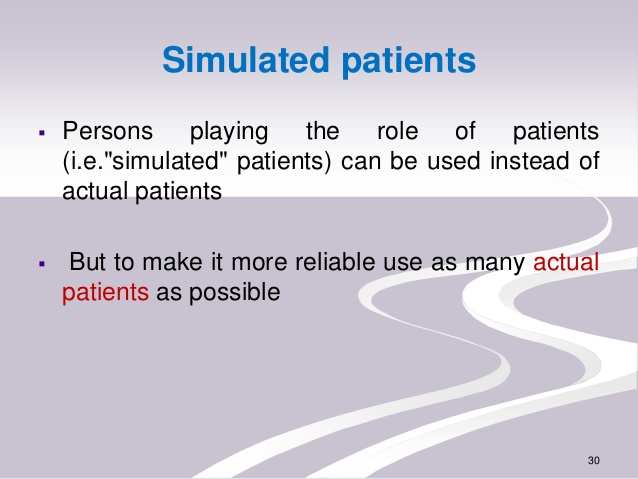 Simulated patients
▪ Persons playing the role of patients
(i.e."simulated" patients) can be used instead of
actual patients
▪ But to make it more reliable use as many actual
patients as possible
30